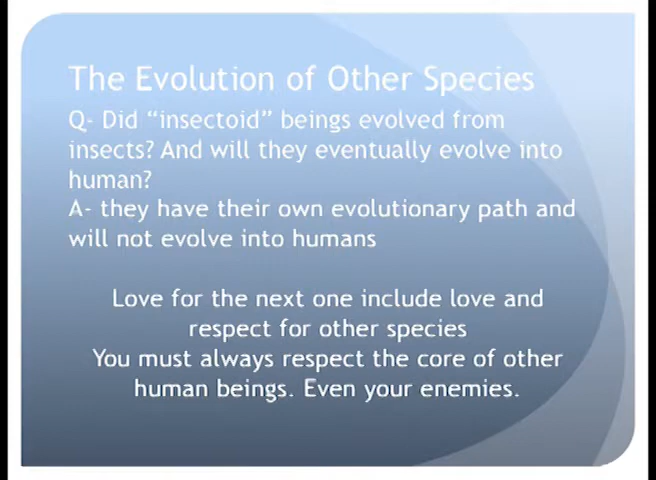 The Evolution of Other Species
Q- Did “insectoid” beings evolved from
insects? And will they eventually evolve into
human?
A- they have their own evolutionary path and
will not evolve into humans
Love for the next one include love and
respect for other species
You must always respect the core of other
human beings. Even your enemies.